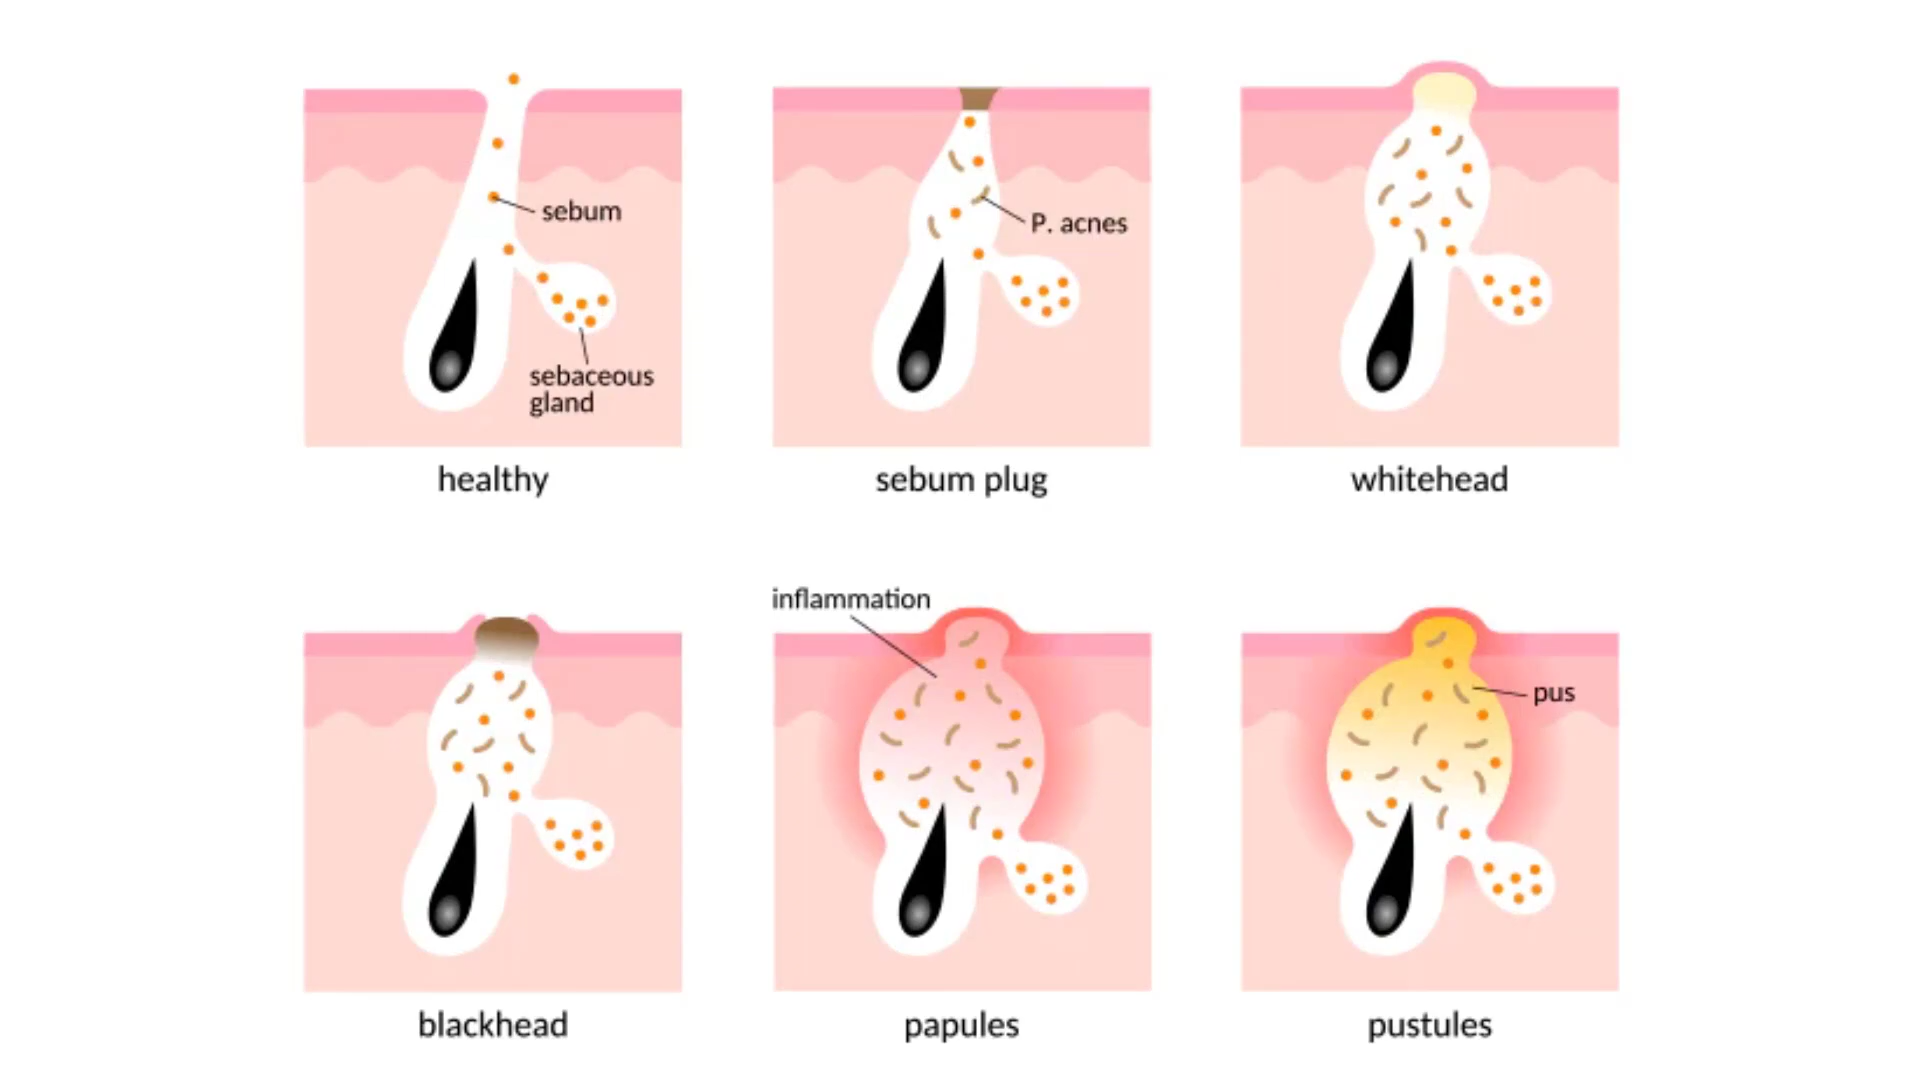 sebum
sebaceous
gland
healthy
P. acnes
sebum plug
whitehead
blackhead
inflammation
papules
pus
pustules